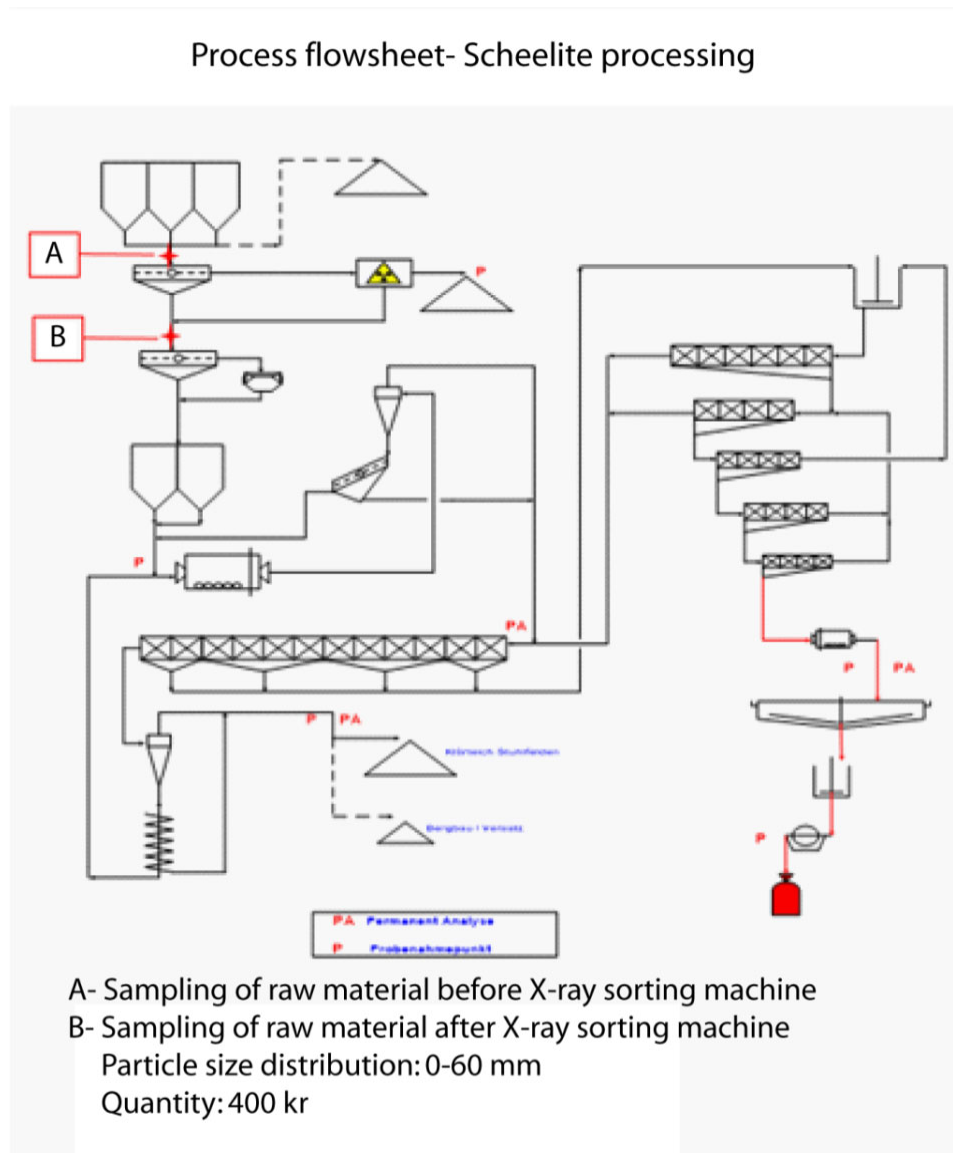 Process flowsheet- Scheelite processing
A
P
B
P
PA
P
PA
P
PA
P
PA Permanent Analyse
P Probenahmepunkt
A- Sampling of raw material before X-ray sorting machine
B- Sampling of raw material after X-ray sorting machine
Particle size distribution: 0-60 mm
Quantity: 400 kr